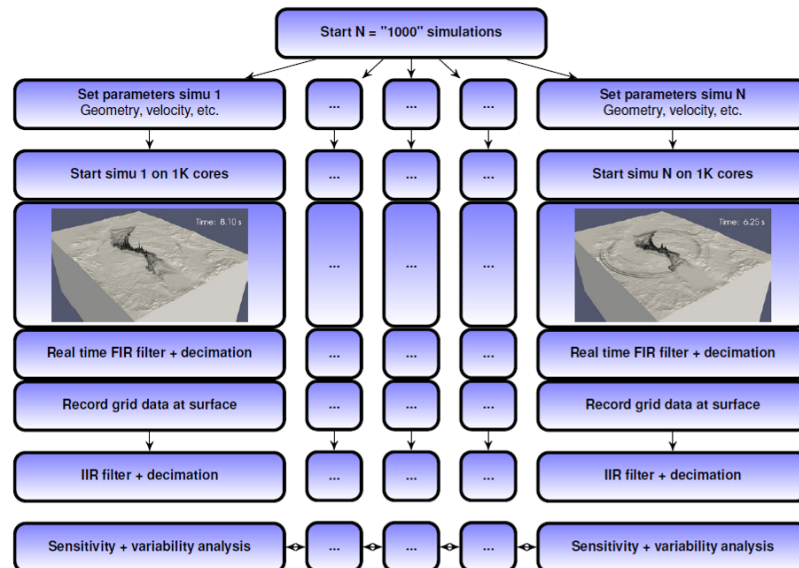 Start N = "1000" simulations
Set parameters simu 1
Geometry, velocity, etc.
...
...
...
Set parameters simu N
Geometry, velocity, etc.
Start simu 1 on 1K cores
...
...
...
Start simu N on 1K cores
Time: 8.10 s
...
...
...
Time: 6.25 s
Real time FIR filter + decimation
...
...
...
Real time FIR filter + decimation
Record grid data at surface
...
...
...
Record grid data at surface
IIR filter + decimation
...
...
...
IIR filter + decimation
Sensitivity + variability analysis
...
...
...
Sensitivity + variability analysis